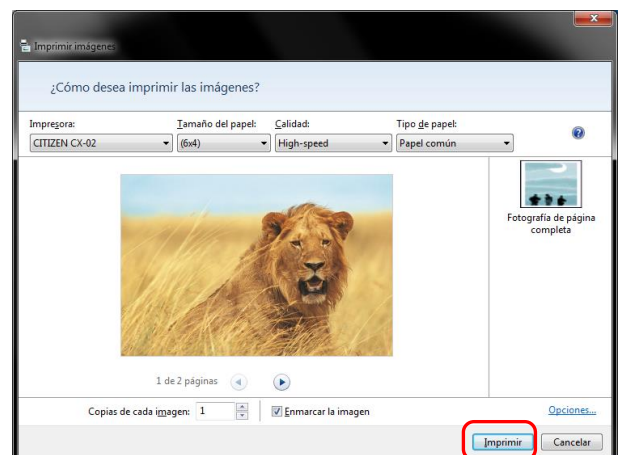 Imprimir imágenes
¿Cómo desea imprimir las imágenes?
Impresora: Tamaño del papel: Calidad: Tipo de papel:
CITIZEN CX-02 (6x4) High-speed Papel común
Fotografía de página
completa
1 de 2 páginas
Copias de cada imagen: 1 Enmarcar la imagen Opciones...
Imprimir Cancelar